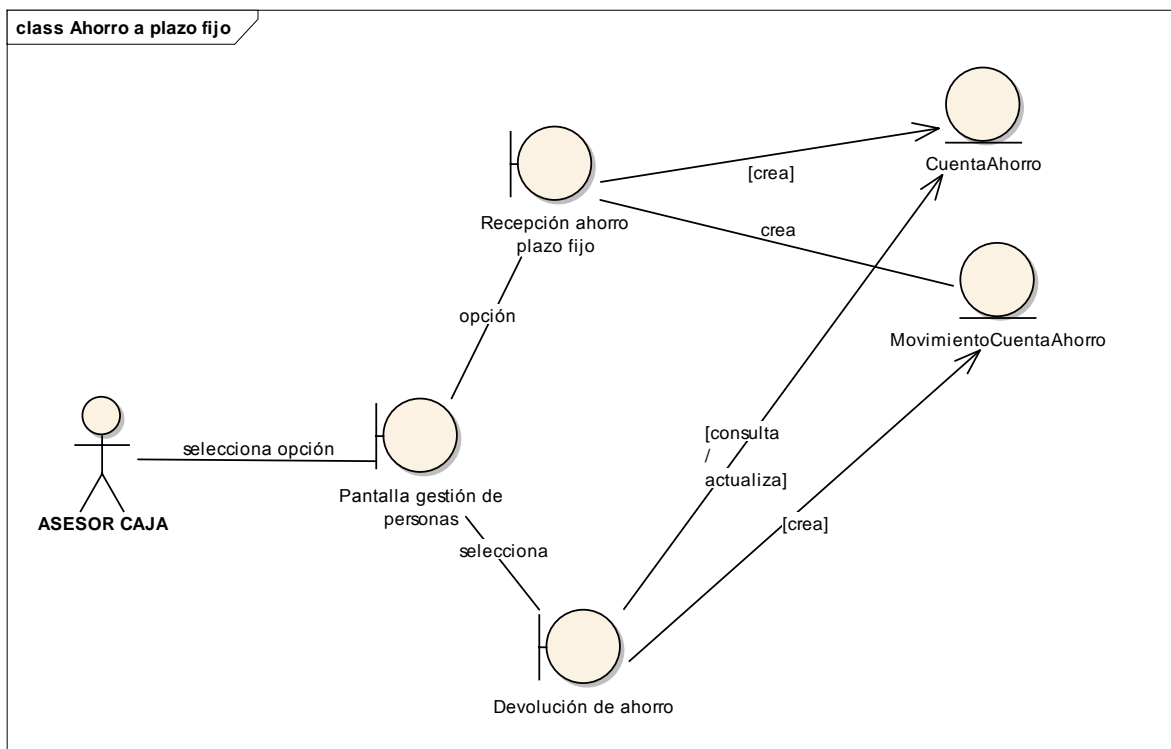 class Ahorro a plazo fijo
CuentaAhorro
[crea]
Recepción ahorro
plazo fijo
crea
MovimientoCuentaAhorro
opción
selecciona opción
[consulta
/
actualiza]
Pantalla gestión de
personas
ASESOR CAJA
[crea]
selecciona
Devolución de ahorro